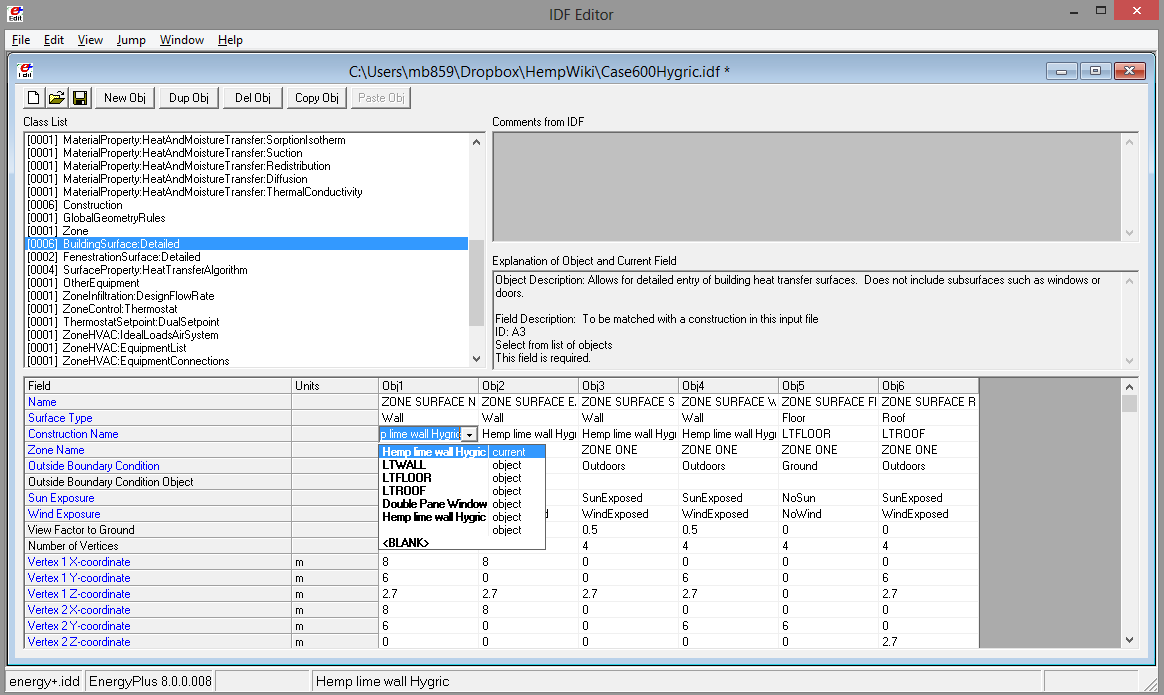 IDF Editor
File Edit View Jump Window Help
C:\Users\mb859\Dropbox\HempWiki\Case600Hygric.idf *
New Obj Dup Obj Del Obj Copy Obj Paste Obj
Class List
[0001] MaterialProperty:HeatAndMoistureTransfer:SorptionIsotherm
[0001] MaterialProperty:HeatAndMoistureTransfer:Suction
[0001] MaterialProperty:HeatAndMoistureTransfer:Redistribution
[0001] MaterialProperty:HeatAndMoistureTransfer:Diffusion
[0001] MaterialProperty:HeatAndMoistureTransfer:ThermalConductivity
[0006] Construction
[0001] GlobalGeometryRules
[0001] Zone
[0006] BuildingSurface:Detailed
[0002] FenestrationSurface:Detailed
[0004] SurfaceProperty:HeatTransferAlgorithm
[0001] OtherEquipment
[0001] ZoneInfiltration:DesignFlowRate
[0001] ZoneControl:Thermostat
[0001] ThermostatSetpoint:DualSetpoint
[0001] ZoneHVAC:IdealLoadsAirSystem
[0001] ZoneHVAC:EquipmentList
[0001] ZoneHVAC:EquipmentConnections
Comments from IDF
Explanation of Object and Current Field
Object Description: Allows for detailed entry of building heat transfer surfaces. Does not include subsurfaces such as windows or
doors.
Field Description: To be matched with a construction in this input file
ID: A3
Select from list of objects
This field is required.
Field Units Obj1 Obj2 Obj3 Obj4 Obj5 Obj6
Name ZONE SURFACE N ZONE SURFACE E. ZONE SURFACE S ZONE SURFACE W ZONE SURFACE FI ZONE SURFACE R
Surface Type Wall Wall Wall Wall Floor Roof
Construction Name p lime wall Hygric Hemp lime wall Hygr Hemp lime wall Hygr Hemp lime wall Hygr LTFLOOR LTROOF
Zone Name ZONE ONE ZONE ONE ZONE ONE ZONE ONE
Outside Boundary Condition Outdoors Outdoors Ground Outdoors
Outside Boundary Condition Object
Sun Exposure SunExposed SunExposed NoSun SunExposed
Wind Exposure WindExposed WindExposed NoWind WindExposed
View Factor to Ground 0.5 0.5 0 0
Number of Vertices 4 4 4 4
Hemp lime wall Hygric current
LTWALL object
LTFLOOR object
LTROOF object
Double Pane Window object
Hemp lime wall Hygric object
object
<BLANK>
Vertex 1 X-coordinate m 8 8 0 0 0 0
Vertex 1 Y-coordinate m 6 0 0 6 0 0
Vertex 1 Z-coordinate m 2.7 2.7 2.7 2.7 0 2.7
Vertex 2 X-coordinate m 8 8 0 0 0 0
Vertex 2 Y-coordinate m 6 0 0 6 6 0
Vertex 2 Z-coordinate m 0 0 0 0 0 2.7
energy+.idd EnergyPlus 8.0.0.008 Hemp lime wall Hygric